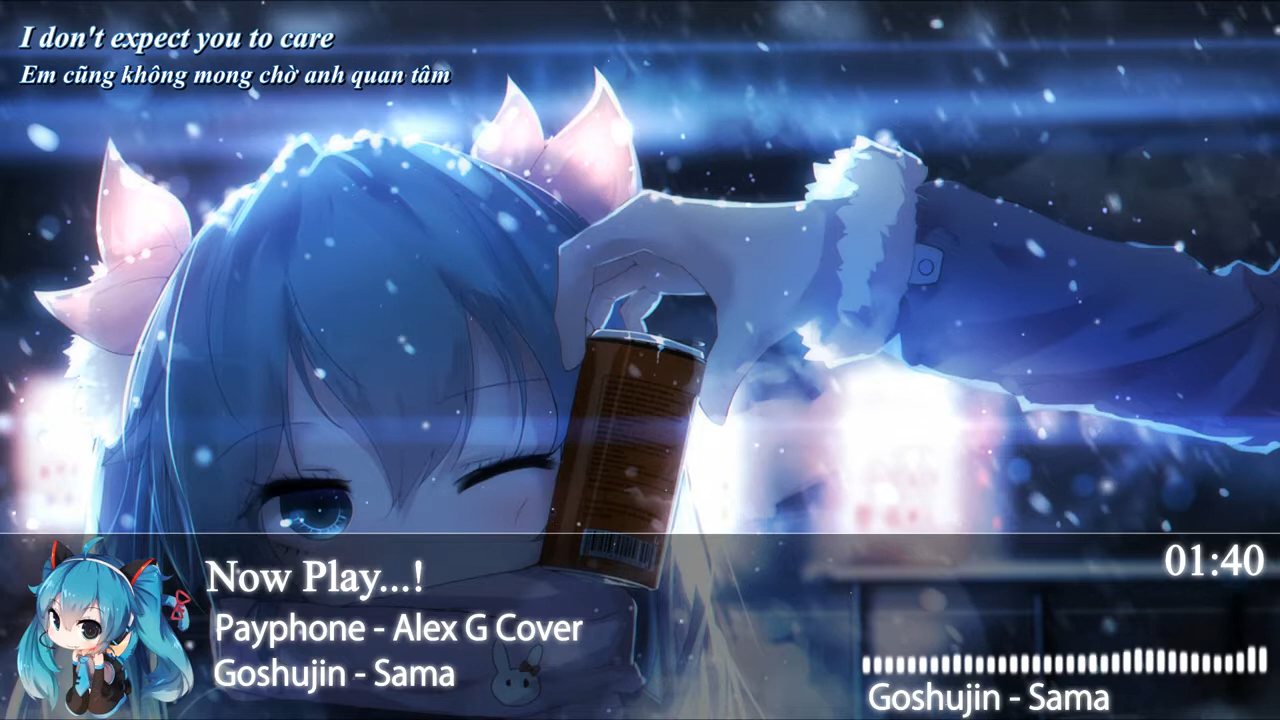 I don't expect you to care
Em cũng không mong chờ anh quan tâm
01:40
Now Play...!
Payphone - Alex G Cover
Goshujin - Sama
Goshujin - Sama